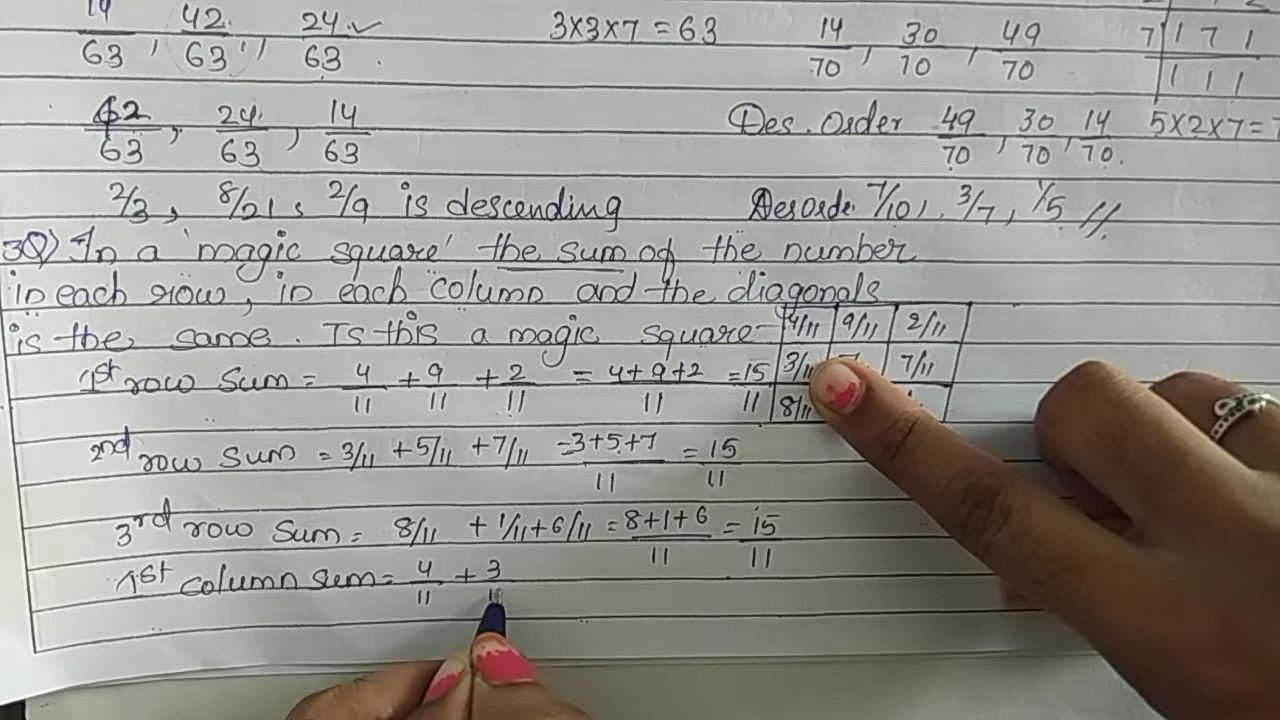 14/63, 42/63, 24/63 ✓ 3x3x7 = 63 14/70, 30/70, 49/70 7 | 1 7 1
1 1 1
42/63, 24/63, 14/63 Des. Order 49/70, 30/70, 14/70. 5x2x7=7
2/3, 8/21, 2/9 is descending Des Orde. 7/10, 3/7, 1/5 //.
3Q) In a 'magic square' the sum of the number
in each row, in each column and the diagonals
is the same. Is this a magic square- 4/11 9/11 2/11
3/11 7/11
8/11
1st row sum = 4/11 + 9/11 + 2/11 = 4+9+2/11 = 15/11
2nd row sum = 3/11 + 5/11 + 7/11 = 3+5+7/11 = 15/11
3rd row sum = 8/11 + 1/11 + 6/11 = 8+1+6/11 = 15/11
1st column sum = 4/11 + 3/11